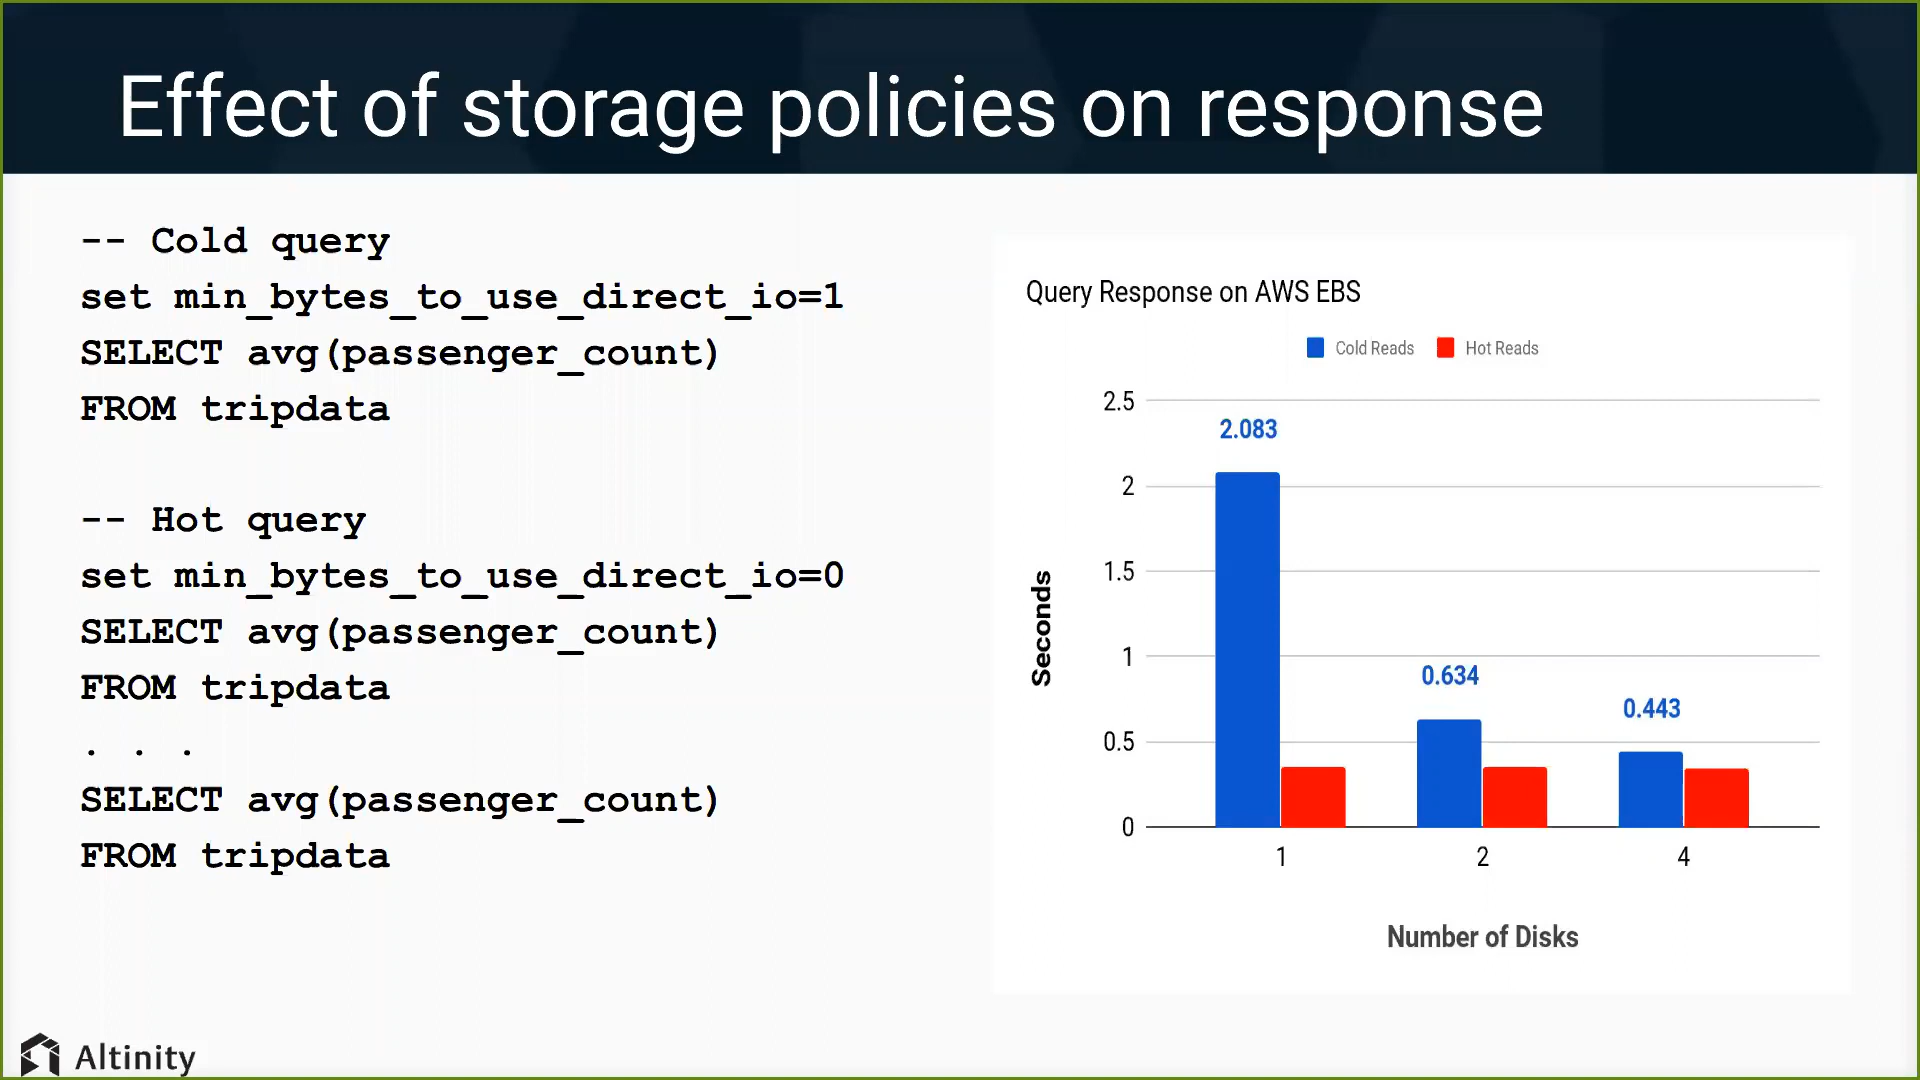 Effect of storage policies on response
-- Cold query
set min_bytes_to_use_direct_io=1
SELECT avg(passenger_count)
FROM tripdata
-- Hot query
set min_bytes_to_use_direct_io=0
SELECT avg(passenger_count)
FROM tripdata
. . .
SELECT avg(passenger_count)
FROM tripdata
Query Response on AWS EBS
Cold Reads Hot Reads
2.5
2.083
2
1.5
1
0.634
0.443
0.5
0
Seconds
1 2 4
Number of Disks
Altinity